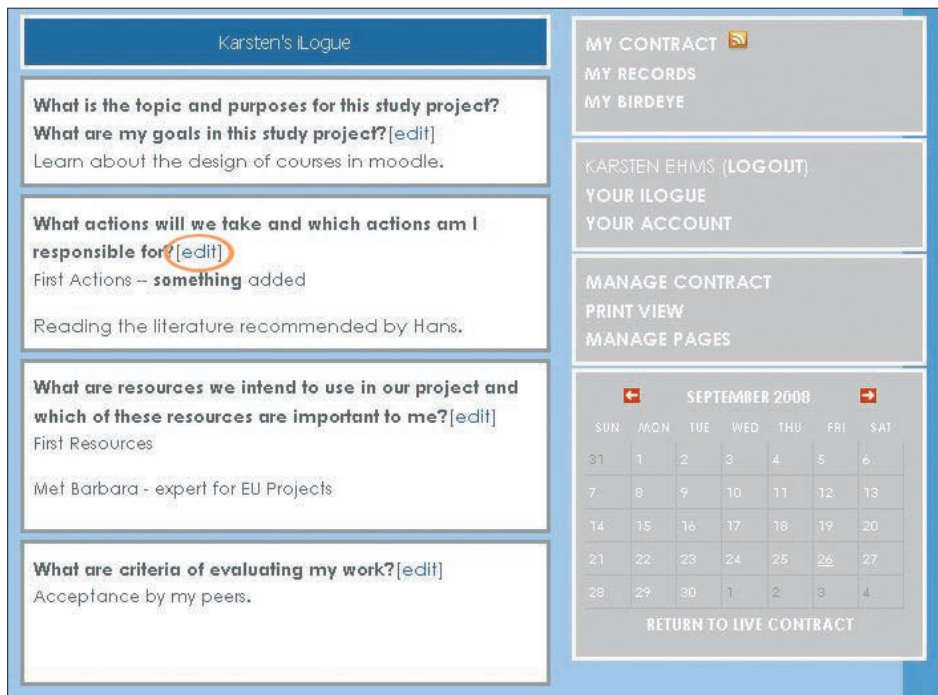 Karsten's iLogue
What is the topic and purposes for this study project?
What are my goals in this study project?[edit]
Learn about the design of courses in moodle.
What actions will we take and which actions am I
responsible for?[edit]
First Actions – something added
Reading the literature recommended by Hans.
What are resources we intend to use in our project and
which of these resources are important to me?[edit]
First Resources
Met Barbara - expert for EU Projects
What are criteria of evaluating my work?[edit]
Acceptance by my peers.
MY CONTRACT
MY RECORDS
MY BIRDEYE
KARSTEN EHMS (LOGOUT)
YOUR ILOGUE
YOUR ACCOUNT
MANAGE CONTRACT
PRINT VIEW
MANAGE PAGES
SEPTEMBER 2008
SUN MON TUE WED THU FRI SAT
31 1 2 3 4 5 6
7 8 9 10 11 12 13
14 15 16 17 18 19 20
21 22 23 24 25 26 27
28 29 30 1 2 3 4
RETURN TO LIVE CONTRACT